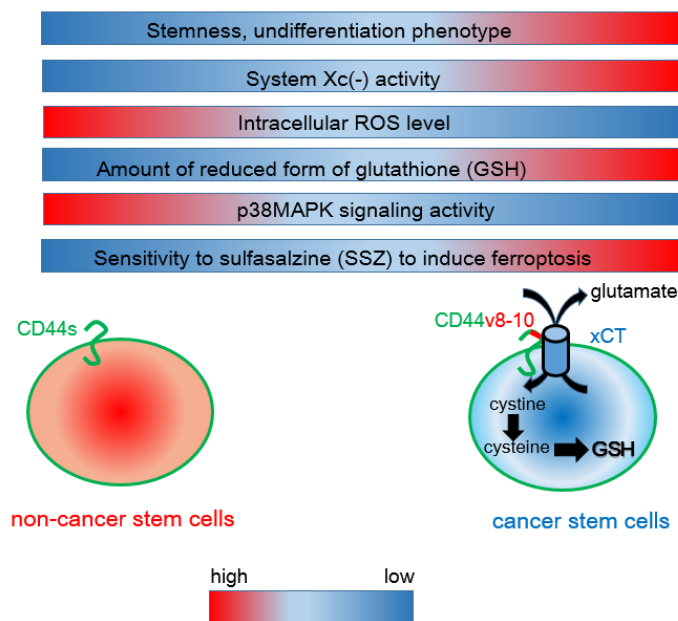 Stemness, undifferentiation phenotype
System Xc(-) activity
Intracellular ROS level
Amount of reduced form of glutathione (GSH)
p38MAPK signaling activity
Sensitivity to sulfasalzine (SSZ) to induce ferroptosis
glutamate
CD44s
CD44v8-10
xCT
cystine
cysteine
GSH
non-cancer stem cells
cancer stem cells
high
low